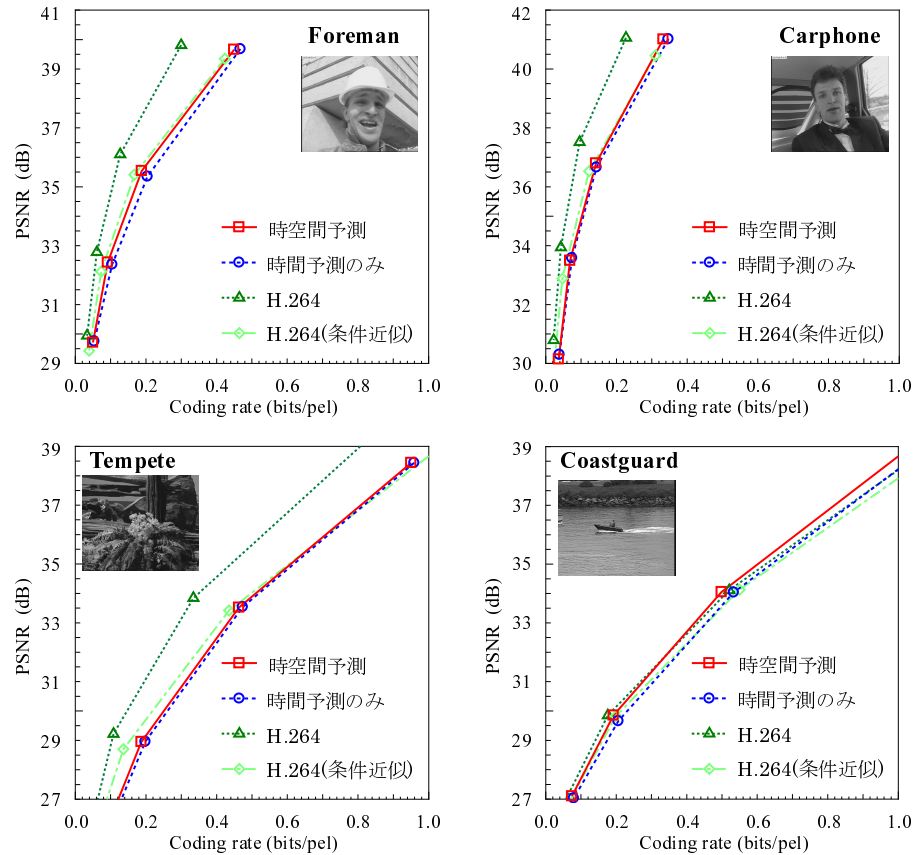 Foreman
PSNR (dB)
41
39
37
35
33
31
29
時空間予測
時間予測のみ
H.264
H.264(条件近似)
0.0 0.2 0.4 0.6 0.8 1.0
Coding rate (bits/pel)
Carphone
PSNR (dB)
42
40
38
36
34
32
30
時空間予測
時間予測のみ
H.264
H.264(条件近似)
0.0 0.2 0.4 0.6 0.8 1.0
Coding rate (bits/pel)
Tempete
PSNR (dB)
39
37
35
33
31
29
27
時空間予測
時間予測のみ
H.264
H.264(条件近似)
0.0 0.2 0.4 0.6 0.8 1.0
Coding rate (bits/pel)
Coastguard
PSNR (dB)
39
37
35
33
31
29
27
時空間予測
時間予測のみ
H.264
H.264(条件近似)
0.0 0.2 0.4 0.6 0.8 1.0
Coding rate (bits/pel)